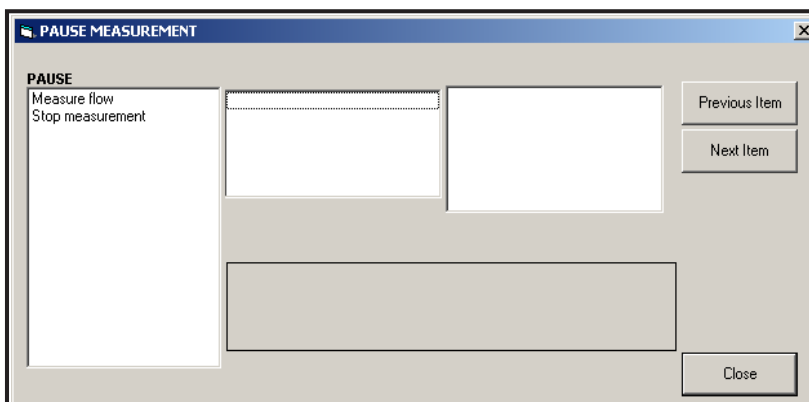 PAUSE MEASUREMENT
PAUSE
Measure flow
Stop measurement
Previous Item
Next Item
Close